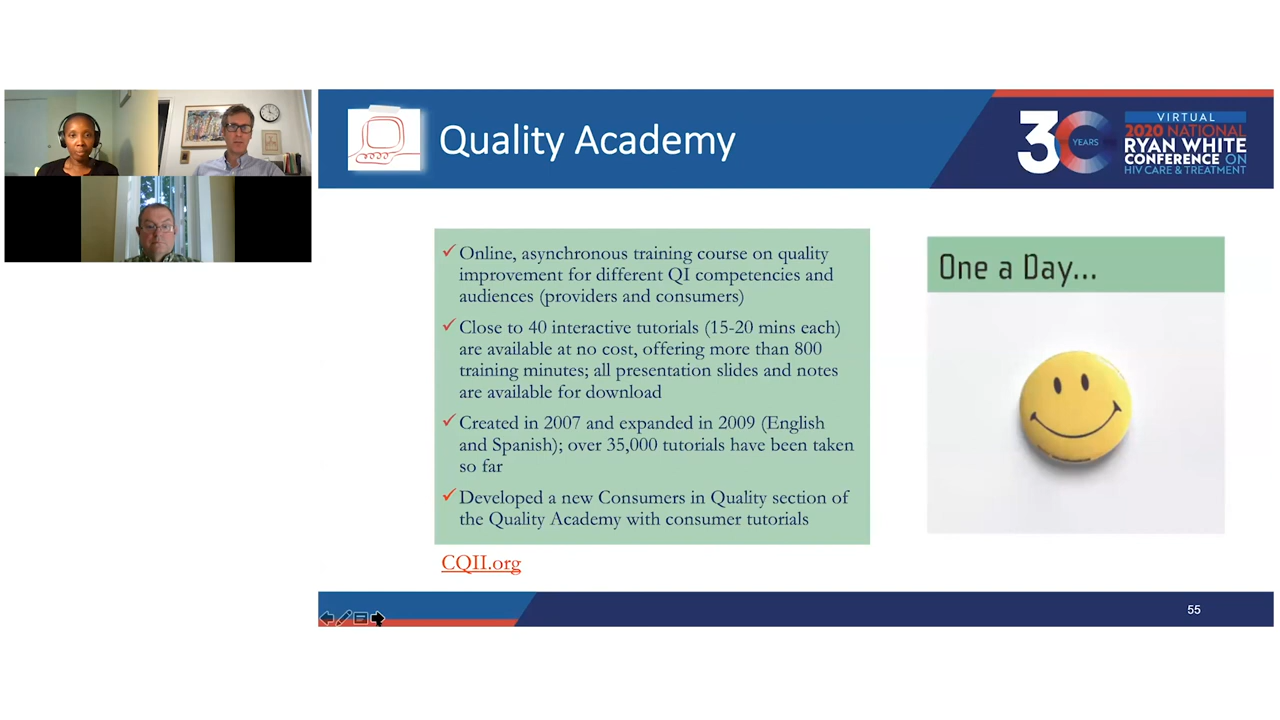 Quality Academy
30
YEARS
VIRTUAL
2020 NATIONAL
RYAN WHITE
CONFERENCE ON
HIV CARE & TREATMENT
Online, asynchronous training course on quality
improvement for different QI competencies and
audiences (providers and consumers)
Close to 40 interactive tutorials (15-20 mins each)
are available at no cost, offering more than 800
training minutes; all presentation slides and notes
are available for download
Created in 2007 and expanded in 2009 (English
and Spanish); over 35,000 tutorials have been taken
so far
Developed a new Consumers in Quality section of
the Quality Academy with consumer tutorials
CQII.org
One a Day...
55